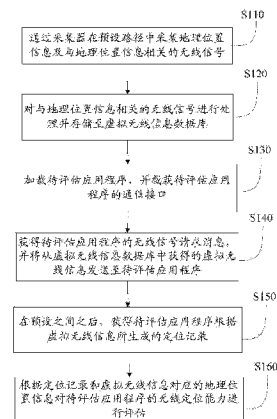 S110
通过采集器在预设路径中采集地理位置
信息及与地理位置信息相关的无线信号
S120
对与地理位置信息相关的无线信号进行处
理并存储至虚拟无线信息数据库
S130
加载待评估应用程序，并截获待评估应用
程序的通信接口
S140
获得待评估应用程序的无线信号请求消息，
并将从虚拟无线信息数据库中获得的虚拟无
线信息发送至待评估应用程序
S150
在预设之间之后，获得待评估应用程序根据
虚拟无线信息所生成的定位记录
S160
根据定位记录和虚拟无线信息对应的地理位
置信息对待评估应用程序的无线定位能力进
行评估